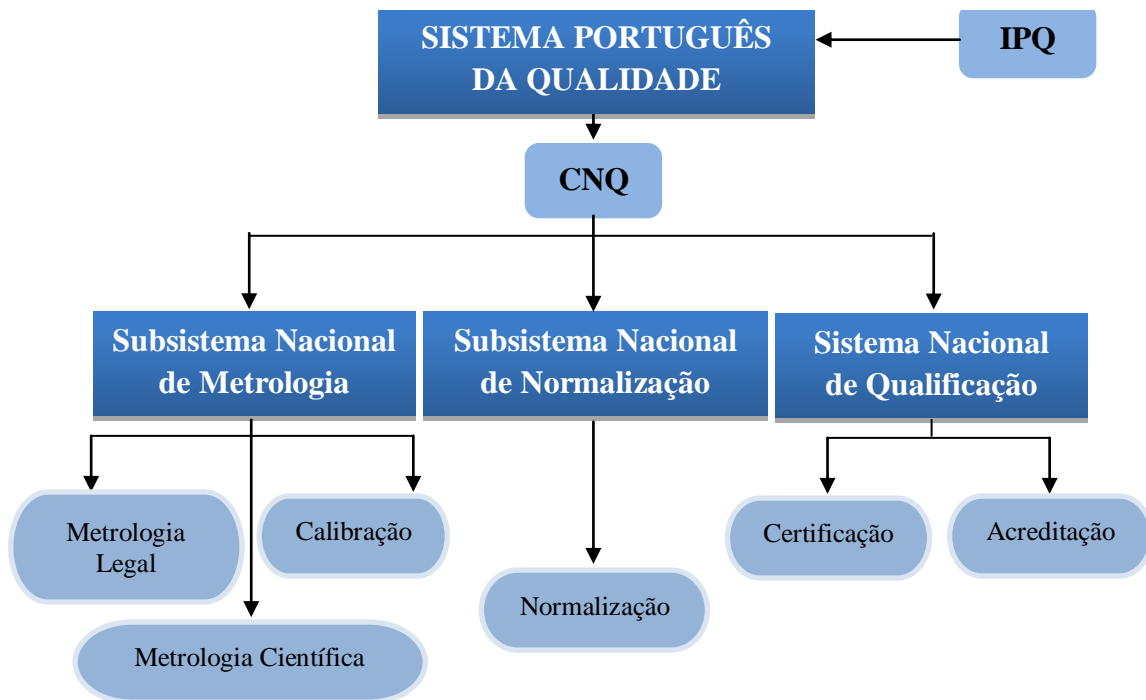 SISTEMA PORTUGUÊS
DA QUALIDADE
IPQ
CNQ
Subsistema Nacional
de Metrologia
Subsistema Nacional
de Normalização
Sistema Nacional
de Qualificação
Metrologia
Legal
Calibração
Certificação
Acreditação
Normalização
Metrologia Científica